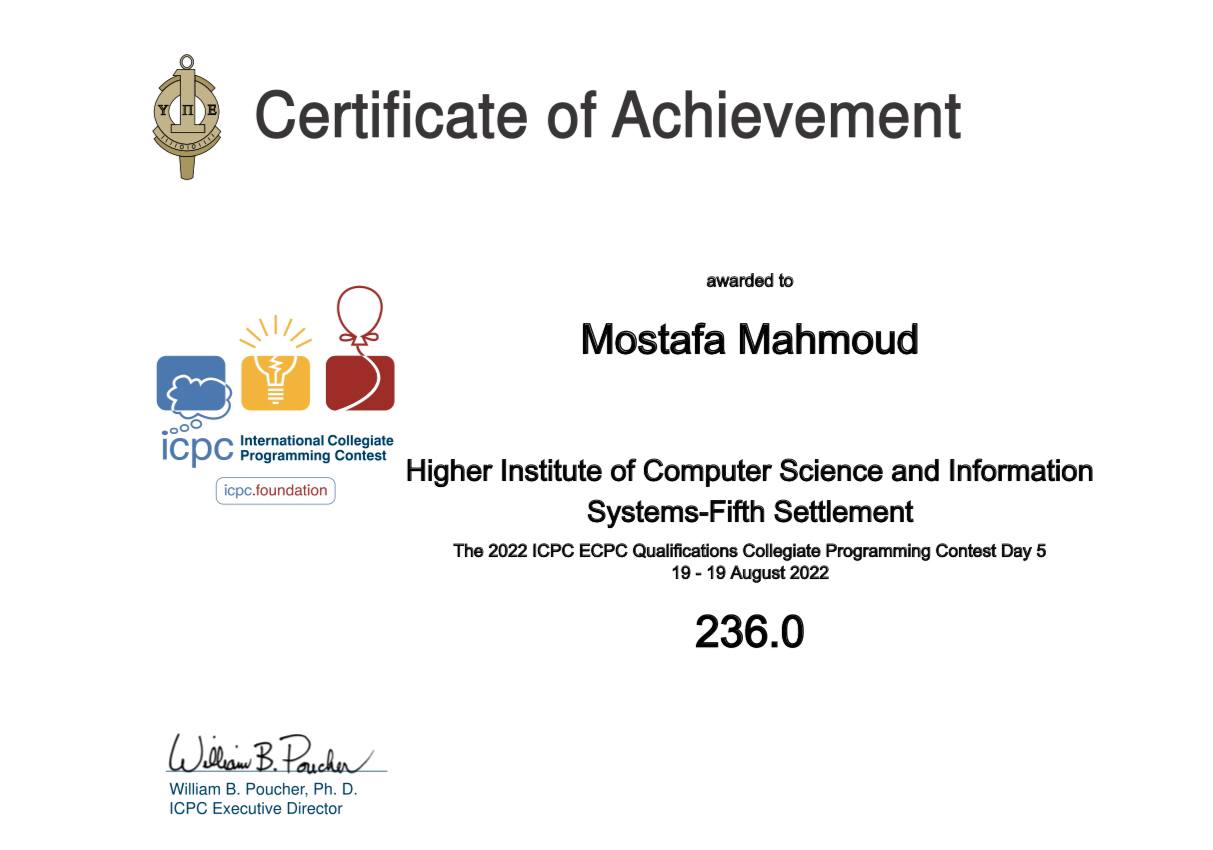 Υ Π Ε
Certificate of Achievement
awarded to
Mostafa Mahmoud
icpc International Collegiate
Programming Contest
icpc.foundation
Higher Institute of Computer Science and Information
Systems-Fifth Settlement
The 2022 ICPC ECPC Qualifications Collegiate Programming Contest Day 5
19 - 19 August 2022
236.0
William B. Poucher
William B. Poucher, Ph. D.
ICPC Executive Director